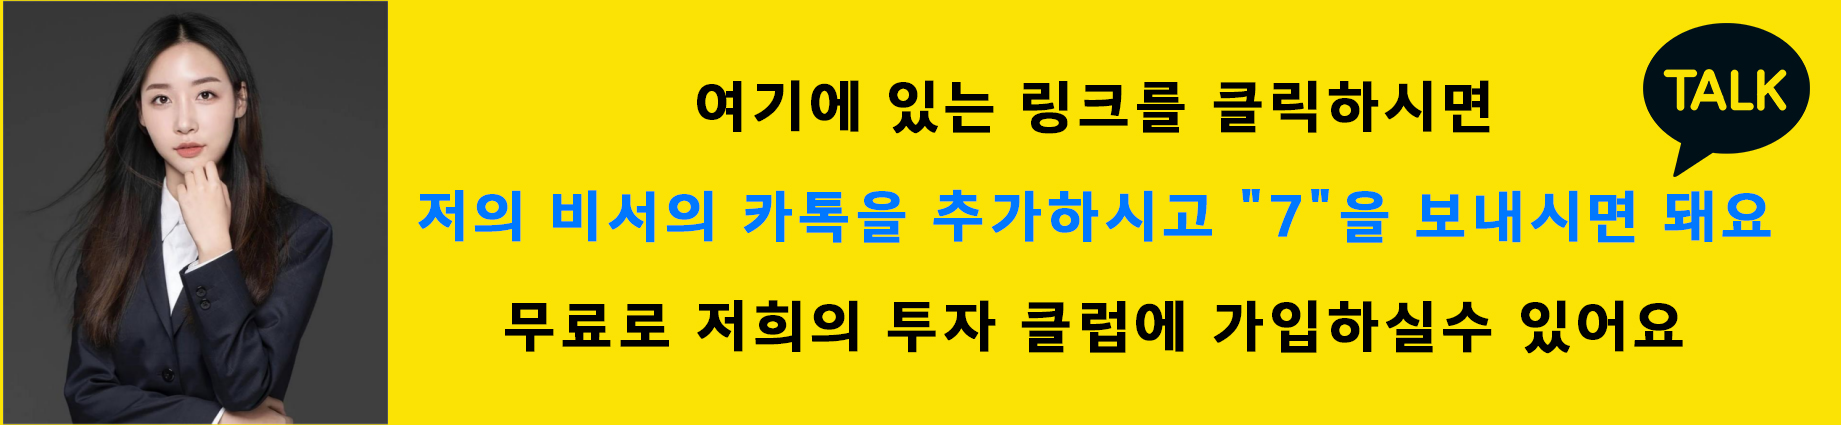 여기에 있는 링크를 클릭하시면
TALK
저의 비서의 카톡을 추가하시고 "7"을 보내시면 돼요
무료로 저희의 투자 클럽에 가입하실수 있어요